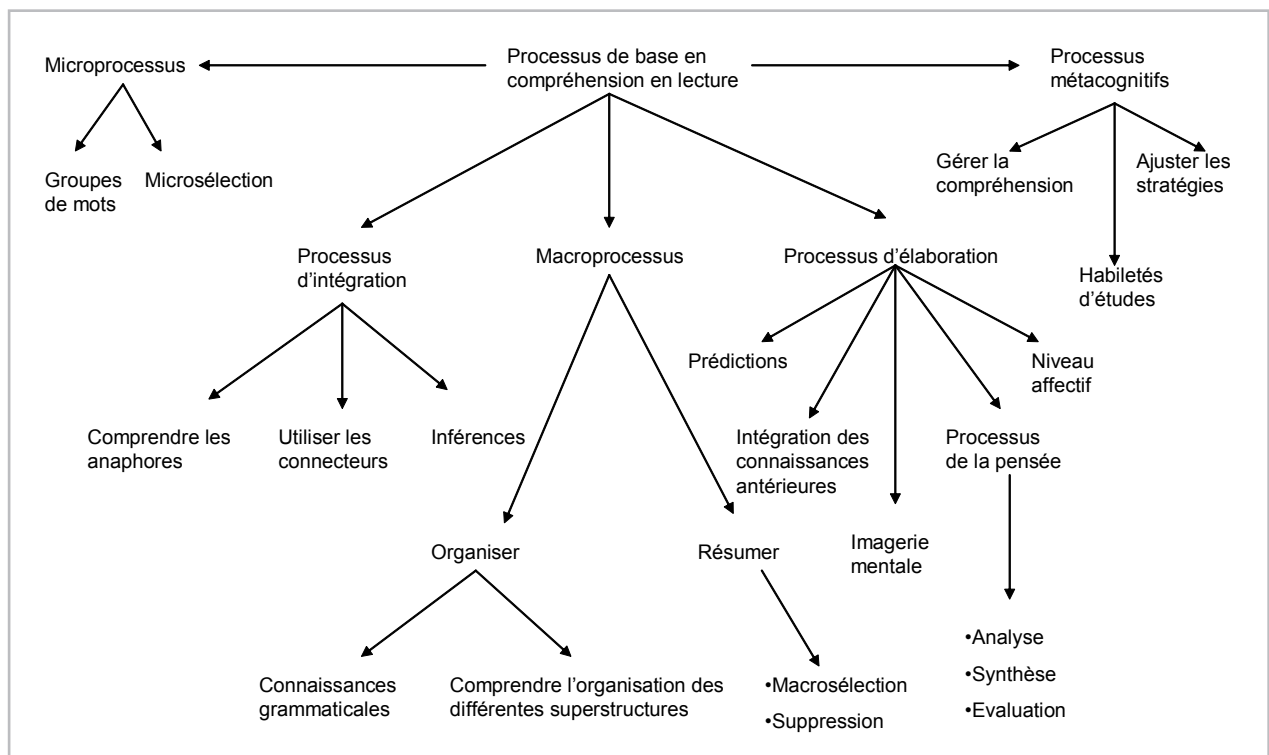 Processus de base en
compréhension en lecture
Microprocessus
Processus
métacognitifs
Groupes
de mots
Microsélection
Gérer la
compréhension
Ajuster les
stratégies
Habiletés
d’études
Processus
d’intégration
Macroprocessus
Processus d’élaboration
Prédictions
Niveau
affectif
Comprendre les
anaphores
Utiliser les
connecteurs
Inférences
Intégration des
connaissances
antérieures
Processus
de la pensée
Imagerie
mentale
Organiser
Résumer
Connaissances
grammaticales
Comprendre l’organisation des
différentes superstructures
•Macrosélection
•Suppression
•Analyse
•Synthèse
•Evaluation